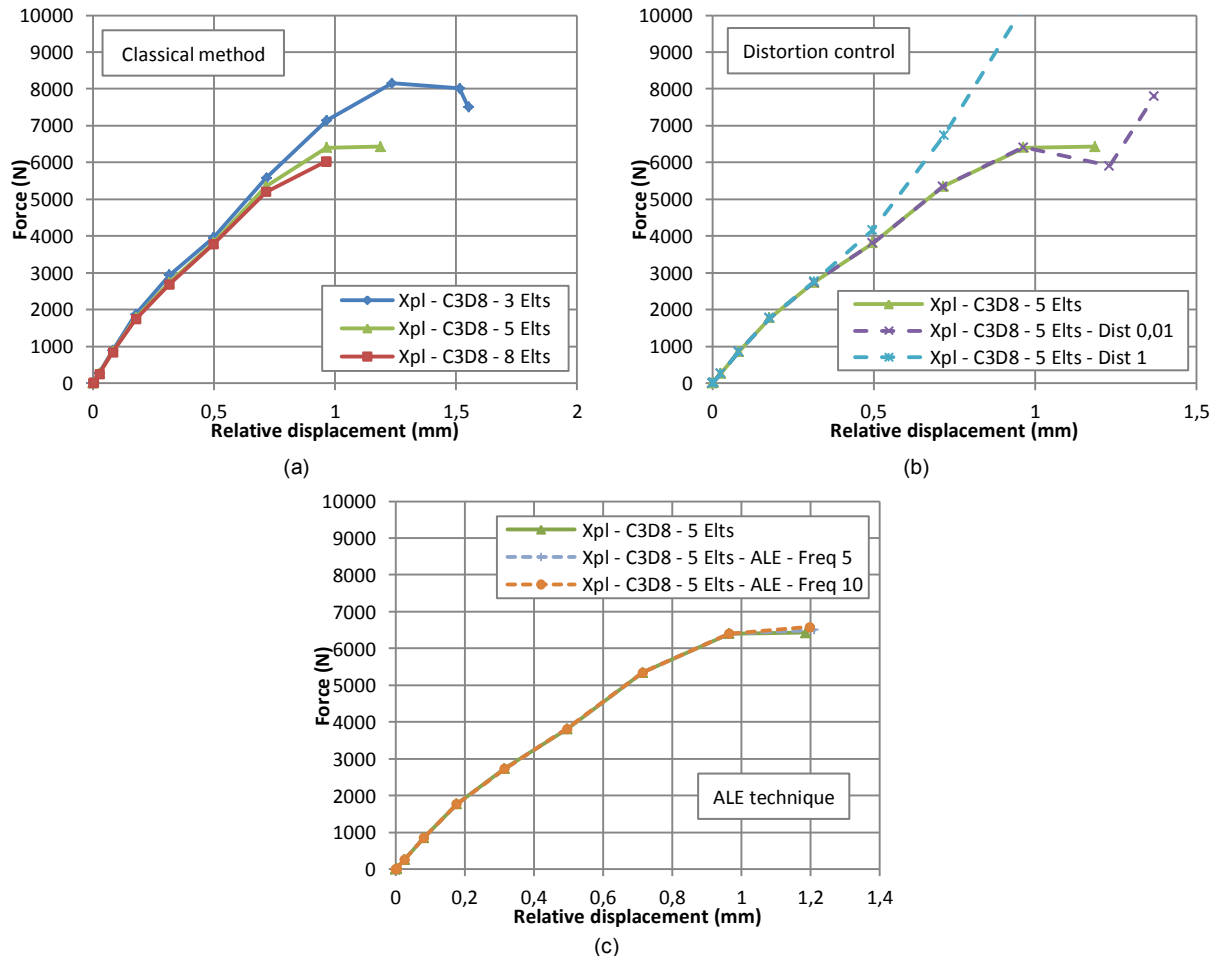 Classical method
Force (N)
10000
9000
8000
7000
6000
5000
4000
3000
2000
1000
0
Xpl - C3D8 - 3 Elts
Xpl - C3D8 - 5 Elts
Xpl - C3D8 - 8 Elts
0 0,5 1 1,5 2
Relative displacement (mm)
(a)
Distortion control
Force (N)
10000
9000
8000
7000
6000
5000
4000
3000
2000
1000
0
Xpl - C3D8 - 5 Elts
Xpl - C3D8 - 5 Elts - Dist 0,01
Xpl - C3D8 - 5 Elts - Dist 1
0 0,5 1 1,5
Relative displacement (mm)
(b)
Force (N)
10000
9000
8000
7000
6000
5000
4000
3000
2000
1000
0
Xpl - C3D8 - 5 Elts
Xpl - C3D8 - 5 Elts - ALE - Freq 5
Xpl - C3D8 - 5 Elts - ALE - Freq 10
ALE technique
0 0,2 0,4 0,6 0,8 1 1,2 1,4
Relative displacement (mm)
(c)